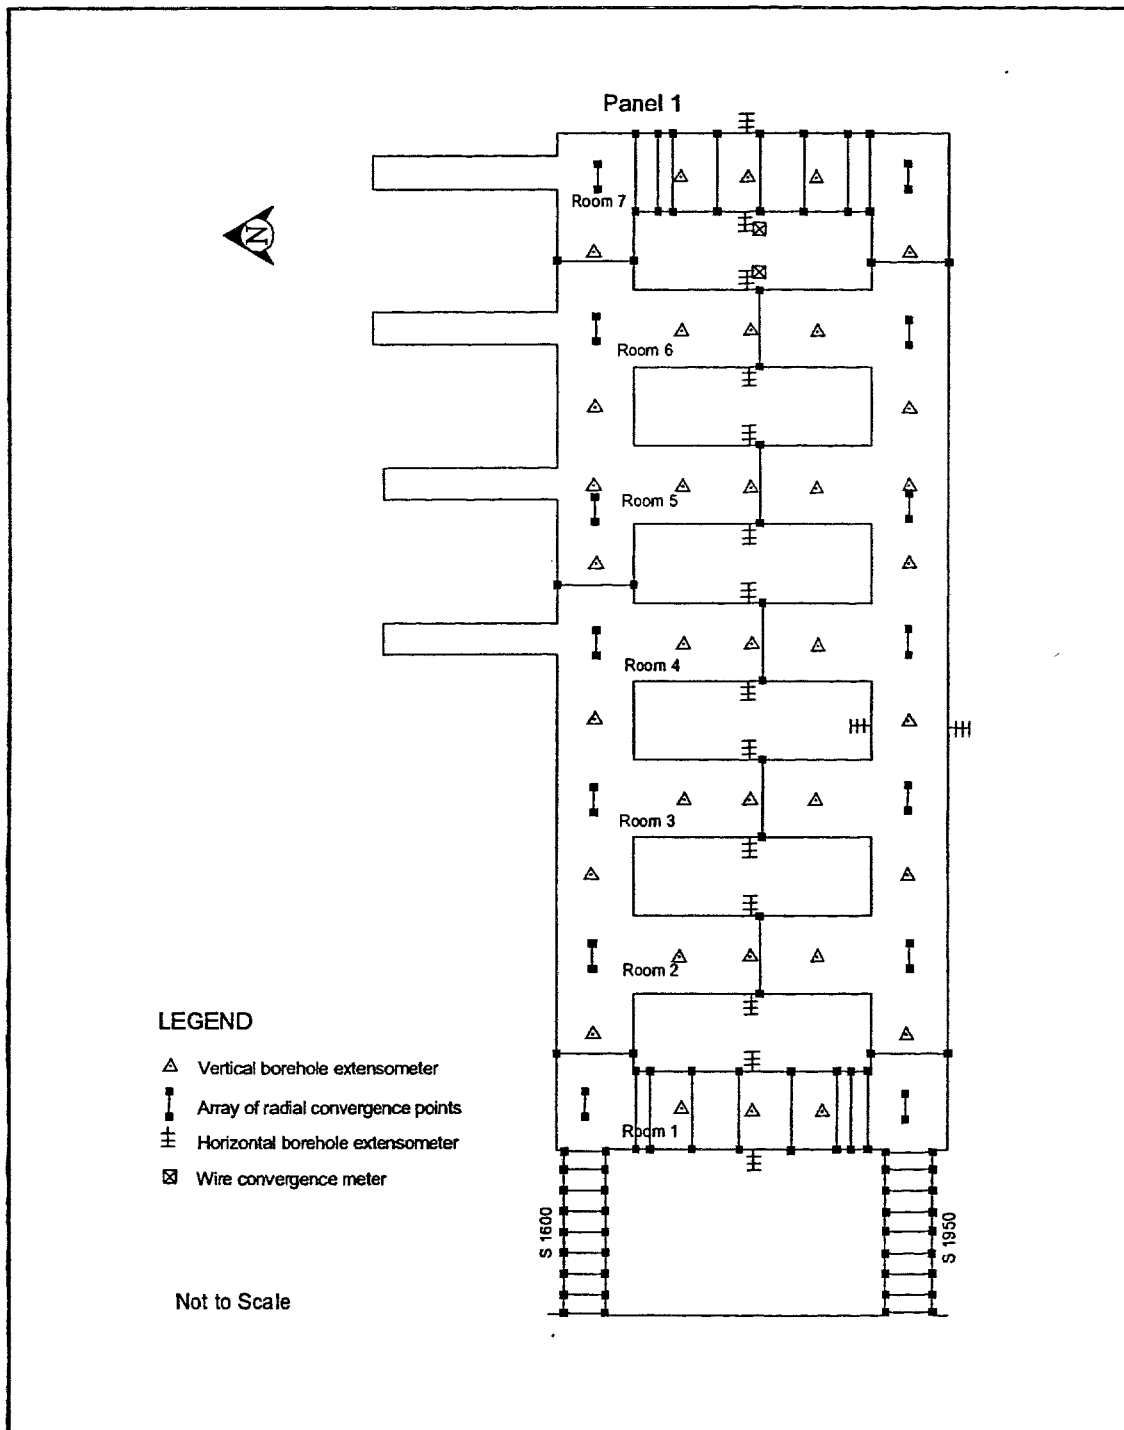 Panel 1
Room 7
N
Room 6
Room 5
Room 4
Room 3
Room 2
LEGEND
Vertical borehole extensometer
Array of radial convergence points
Room 1
Horizontal borehole extensometer
Wire convergence meter
S 1600
S 1950
Not to Scale